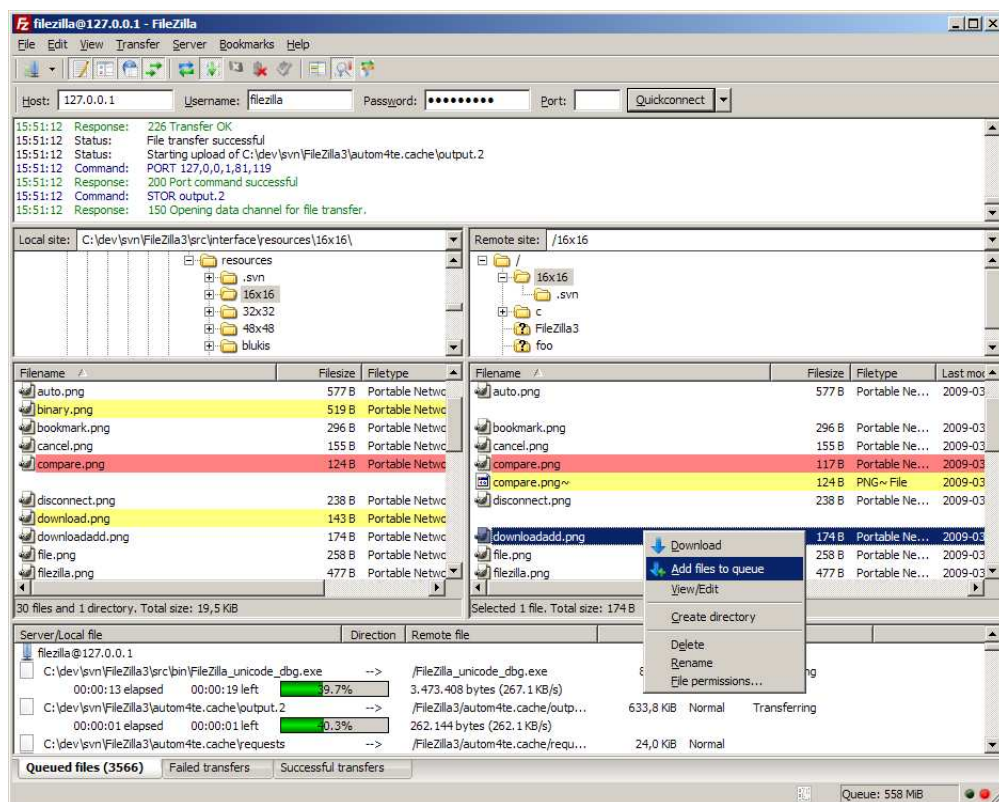 filezilla@127.0.0.1 - FileZilla
File Edit View Transfer Server Bookmarks Help
Host: 127.0.0.1 Username: filezilla Password: ●●●●●●●●● Port: Quickconnect
15:51:12 Response: 226 Transfer OK
15:51:12 Status: File transfer successful
15:51:12 Status: Starting upload of C:\dev\svn\FileZilla3\autom4te.cache\output.2
15:51:12 Command: PORT 127,0,0,1,81,119
15:51:12 Response: 200 Port command successful
15:51:12 Command: STOR output.2
15:51:12 Response: 150 Opening data channel for file transfer.
Local site: C:\dev\svn\FileZilla3\src\interface\resources\16x16\
resources
.svn
16x16
32x32
48x48
blukis
Remote site: /16x16
/
16x16
.svn
c
FileZilla3
foo
Filename Filesize Filetype
auto.png 577 B Portable Netwc
binary.png 519 B Portable Netwc
bookmark.png 296 B Portable Netwc
cancel.png 155 B Portable Netwc
compare.png 124 B Portable Netwc
disconnect.png 238 B Portable Netwc
download.png 143 B Portable Netwc
downloadadd.png 174 B Portable Netwc
file.png 258 B Portable Netwc
filezilla.png 477 B Portable Netwc
30 files and 1 directory. Total size: 19,5 KiB
Filename Filesize Filetype Last mod
auto.png 577 B Portable Ne... 2009-03
bookmark.png 296 B Portable Ne... 2009-03
cancel.png 155 B Portable Ne... 2009-03
compare.png 117 B Portable Ne... 2009-03
compare.png~ 124 B PNG~ File 2009-03
disconnect.png 238 B Portable Ne... 2009-03
downloadadd.png 174 B Portable Ne... 2009-03
file.png 258 B Portable Ne... 2009-03
filezilla.png 477 B Portable Ne... 2009-03
Selected 1 file. Total size: 174 B
Download
Add files to queue
View/Edit
Create directory
Delete
Rename
File permissions...
Server/Local file Direction Remote file
filezilla@127.0.0.1
C:\dev\svn\FileZilla3\src\bin\FileZilla_unicode_dbg.exe --> /FileZilla_unicode_dbg.exe
00:00:13 elapsed 00:00:19 left 39.7% 3.473.408 bytes (267.1 KB/s)
C:\dev\svn\FileZilla3\autom4te.cache\output.2 --> /FileZilla3/autom4te.cache/outp... 633,8 KiB Normal Transferring
00:00:01 elapsed 00:00:01 left 40.3% 262.144 bytes (262.1 KB/s)
C:\dev\svn\FileZilla3\autom4te.cache\requests --> /FileZilla3/autom4te.cache/requ... 24,0 KiB Normal
Queued files (3566) Failed transfers Successful transfers
Queue: 558 MiB